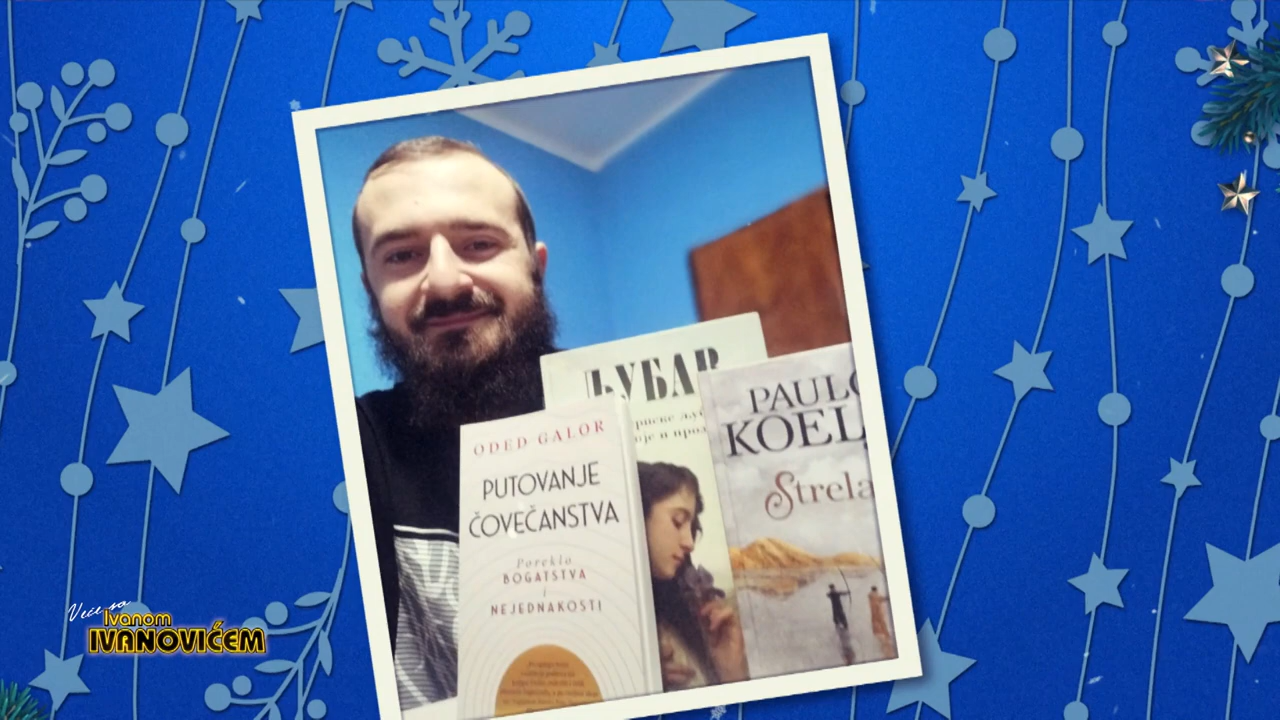 ODED GALOR
PUTOVANJE
ČOVEČANSTVA
Poreklo
BOGATSTVA
i
NEJEDNAKOSTI
ЉУБАВ
PAULO
KOEL
Strela
Veče sa
Ivanom
IVANOVIĆEM